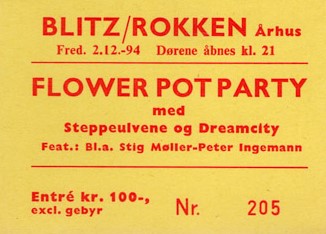 BLITZ/ROKKEN Århus
Fred. 2.12.-94 Dørene åbnes kl. 21
FLOWER POT PARTY
med
Steppeulvene og Dreamcity
Feat.: Bl.a. Stig Møller-Peter Ingemann
Entré kr. 100-,
excl. gebyr
Nr. 205